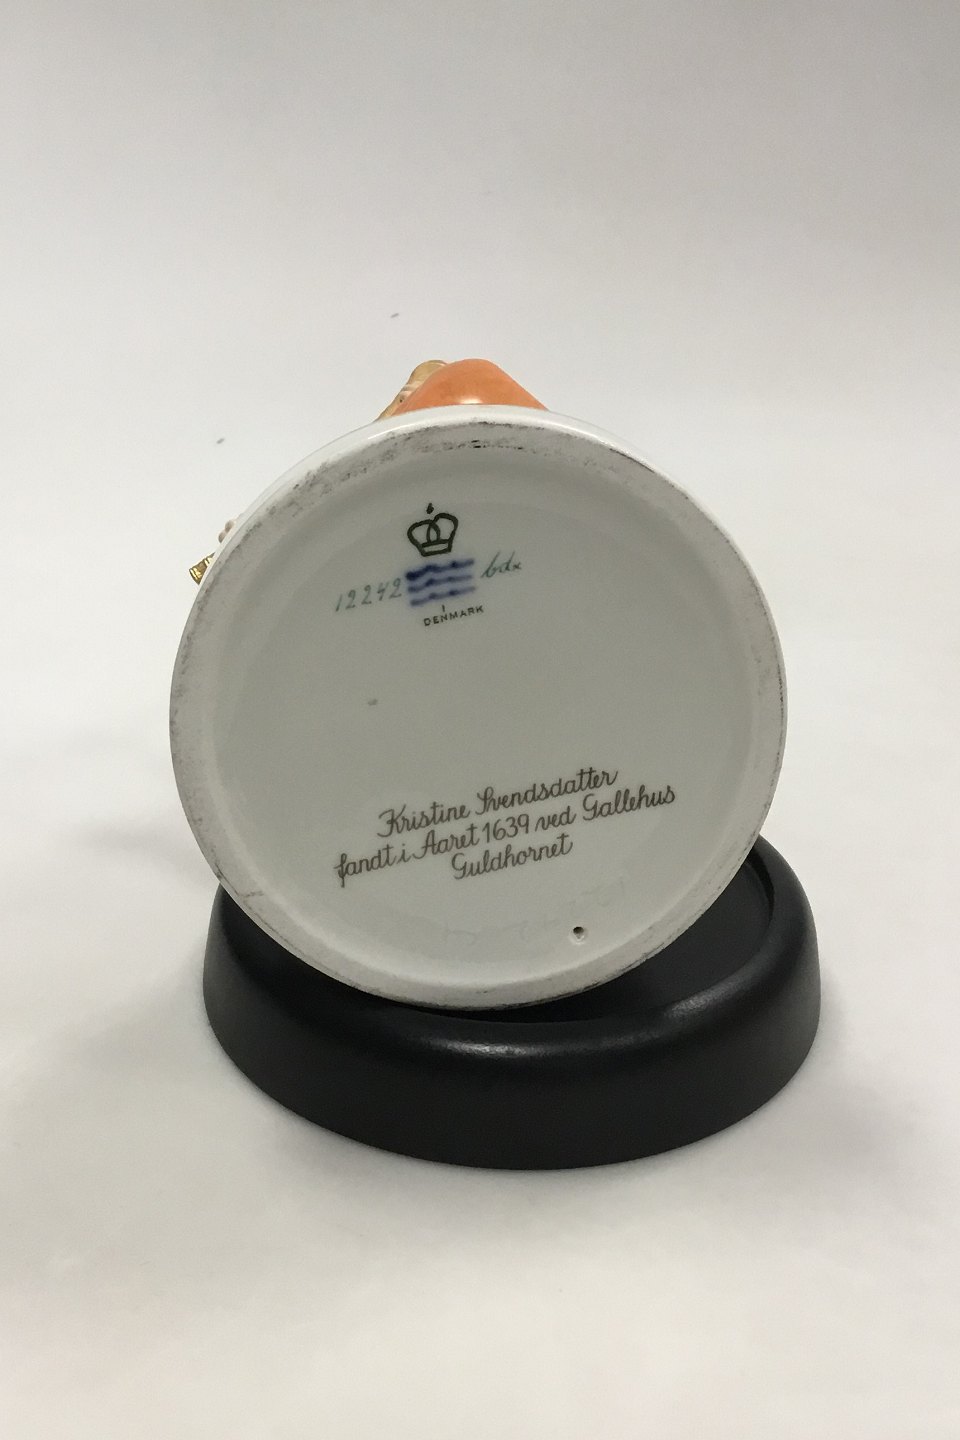 12242 bdx
DENMARK
Kristine Svendsdatter
fandt i Aaret 1639 ved Gallehus
Guldhornet